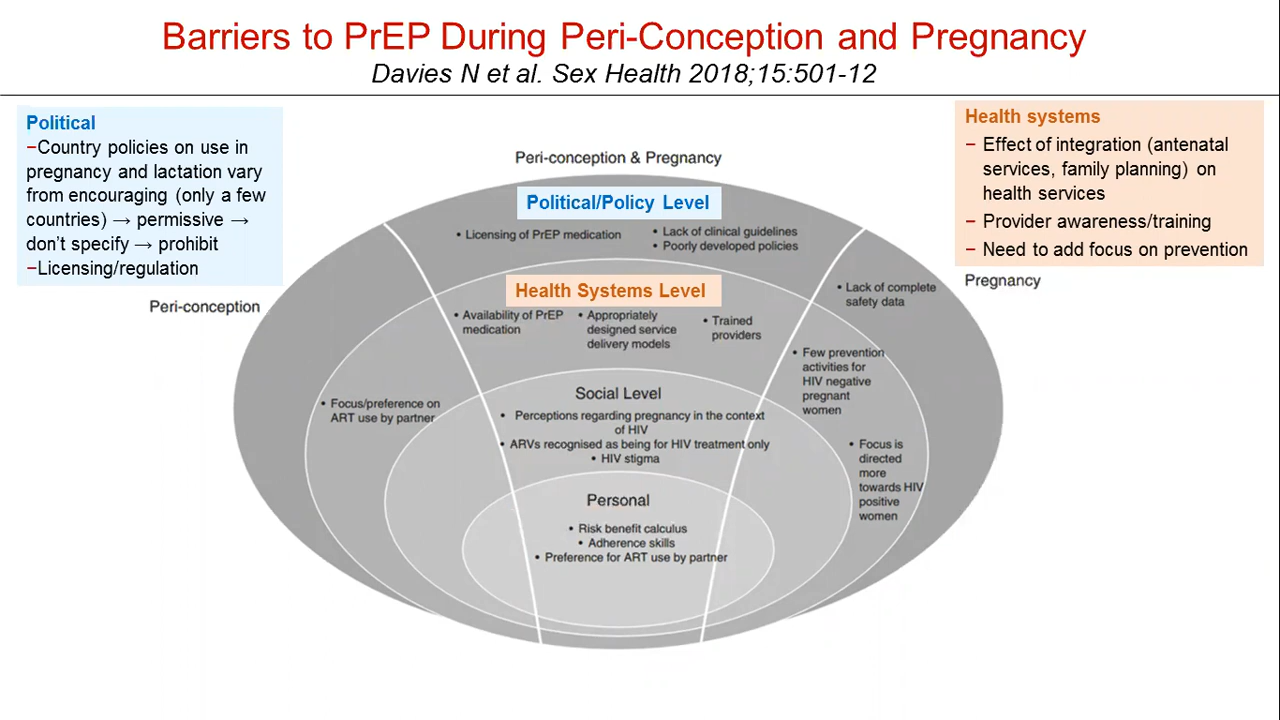 Barriers to PrEP During Peri-Conception and Pregnancy
Davies N et al. Sex Health 2018;15:501-12
Political
−Country policies on use in
pregnancy and lactation vary
from encouraging (only a few
countries) → permissive →
don’t specify → prohibit
−Licensing/regulation
Health systems
− Effect of integration (antenatal
services, family planning) on
health services
− Provider awareness/training
− Need to add focus on prevention
Peri-conception & Pregnancy
Peri-conception
Pregnancy
Political/Policy Level
• Licensing of PrEP medication
• Lack of clinical guidelines
• Poorly developed policies
• Lack of complete
safety data
Health Systems Level
• Availability of PrEP
medication
• Appropriately
designed service
delivery models
• Trained
providers
• Few prevention
activities for
HIV negative
pregnant
women
• Focus/preference on
ART use by partner
• Focus is
directed
more
towards HIV
positive
women
Social Level
• Perceptions regarding pregnancy in the context
of HIV
• ARVs recognised as being for HIV treatment only
• HIV stigma
Personal
• Risk benefit calculus
• Adherence skills
• Preference for ART use by partner